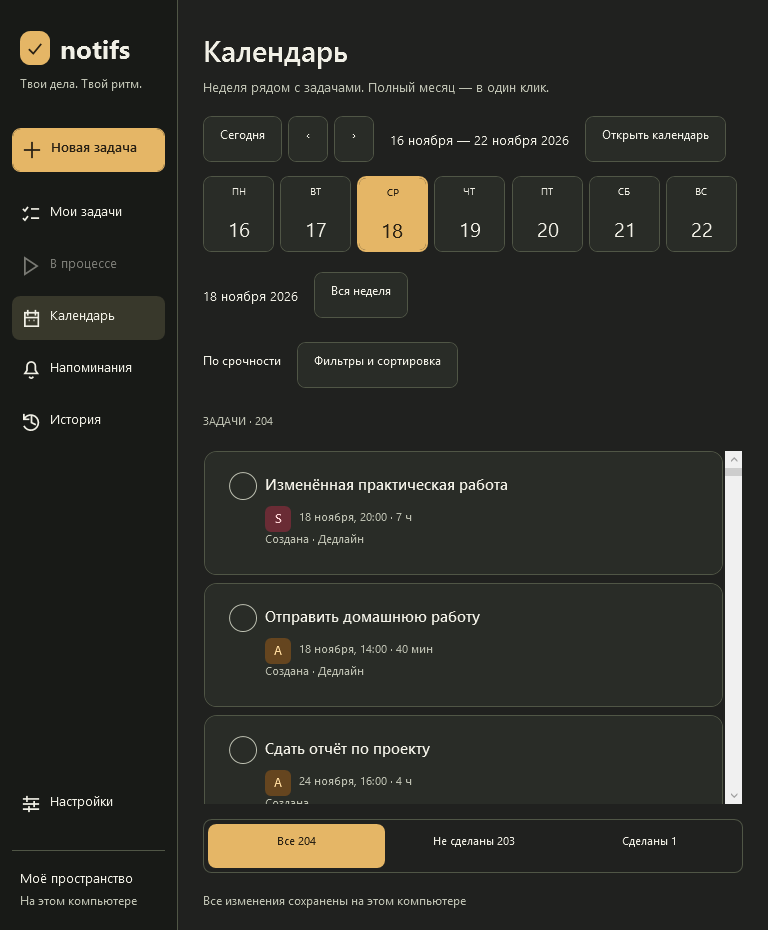 notifs
Твои дела. Твой ритм.
Новая задача
Мои задачи
В процессе
Календарь
Напоминания
История
Настройки
Моё пространство
На этом компьютере
Календарь
Неделя рядом с задачами. Полный месяц — в один клик.
Сегодня ‹ › 16 ноября — 22 ноября 2026 Открыть календарь
ПН ВТ СР ЧТ ПТ СБ ВС
16 17 18 19 20 21 22
18 ноября 2026 Вся неделя
По срочности Фильтры и сортировка
ЗАДАЧИ · 204
Изменённая практическая работа
S 18 ноября, 20:00 · 7 ч
Создана · Дедлайн
Отправить домашнюю работу
A 18 ноября, 14:00 · 40 мин
Создана · Дедлайн
Сдать отчёт по проекту
A 24 ноября, 16:00 · 4 ч
Создана
Все 204 Не сделаны 203 Сделаны 1
Все изменения сохранены на этом компьютере